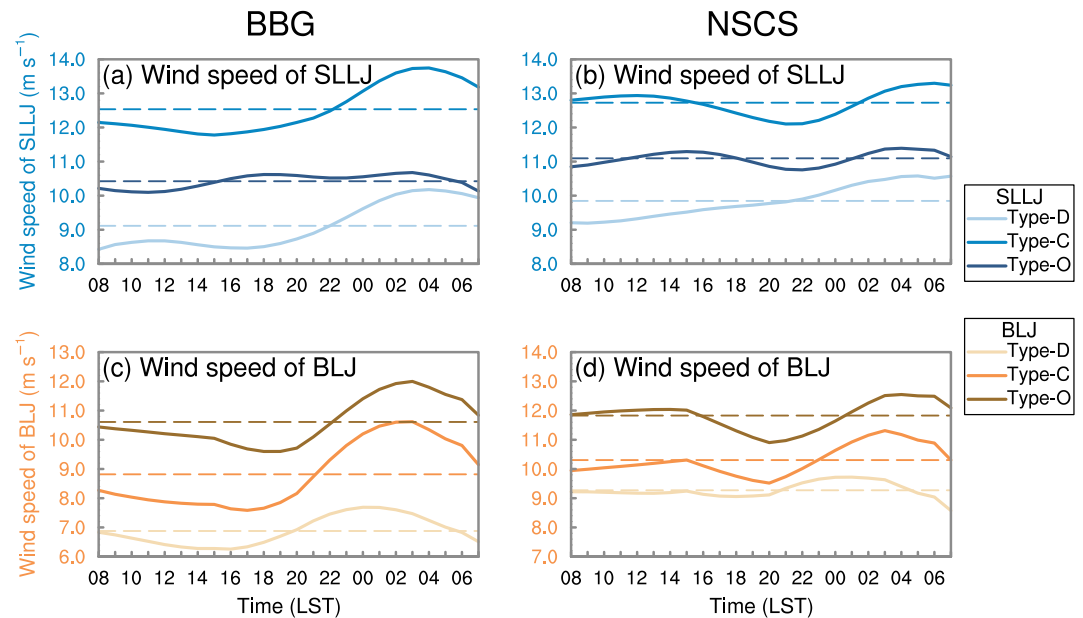 BBG
NSCS
Wind speed of SLLJ (m s⁻¹)
(a) Wind speed of SLLJ
14.0
13.0
12.0
11.0
10.0
9.0
8.0
08 10 12 14 16 18 20 22 00 02 04 06
(b) Wind speed of SLLJ
14.0
13.0
12.0
11.0
10.0
9.0
8.0
08 10 12 14 16 18 20 22 00 02 04 06
SLLJ
Type-D
Type-C
Type-O
Wind speed of BLJ (m s⁻¹)
(c) Wind speed of BLJ
13.0
12.0
11.0
10.0
9.0
8.0
7.0
6.0
08 10 12 14 16 18 20 22 00 02 04 06
Time (LST)
(d) Wind speed of BLJ
14.0
13.0
12.0
11.0
10.0
9.0
8.0
7.0
08 10 12 14 16 18 20 22 00 02 04 06
Time (LST)
BLJ
Type-D
Type-C
Type-O